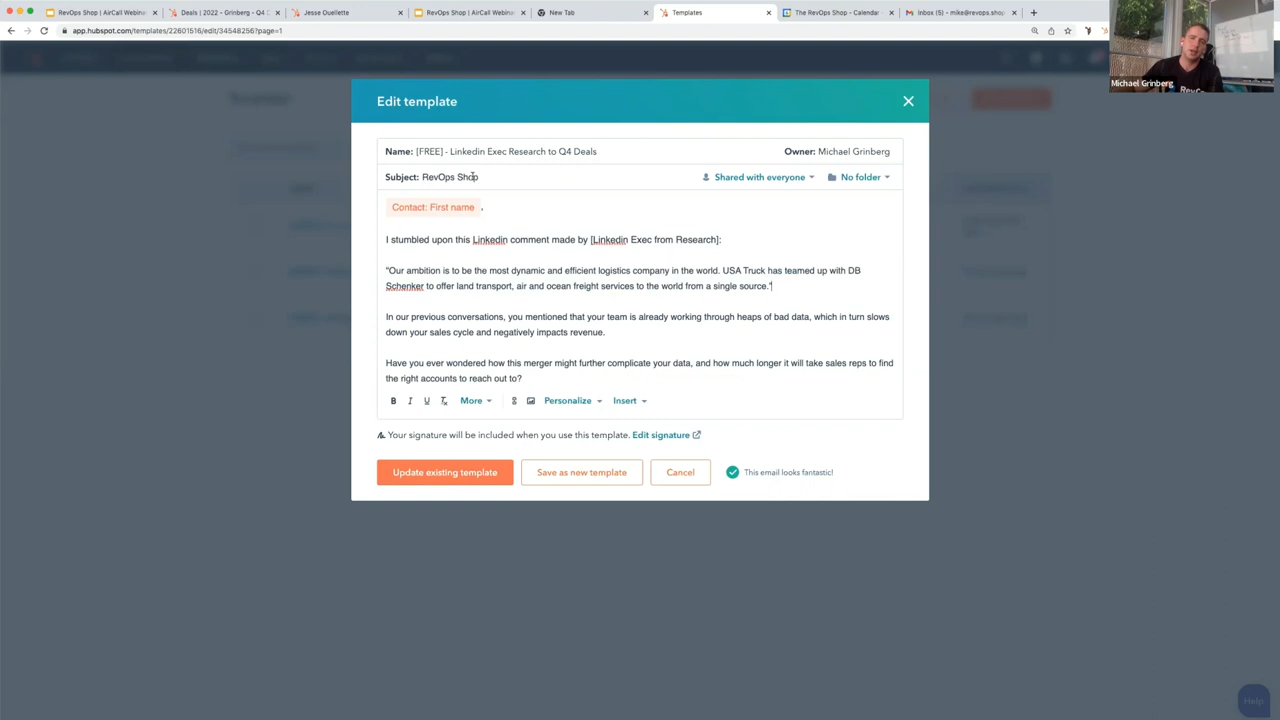 RevOps Shop | AirCall Webina
Deals | 2022 - Grinberg - Q4
Jesse Ouellette
RevOps Shop | AirCall Webina
New Tab
Templates
The RevOps Shop - Calendar
Inbox (5) - mike@revops.shop
app.hubspot.com/templates/22601516/edit/34548256?page=1
Michael Grinberg
Edit template
Name: [FREE] - Linkedin Exec Research to Q4 Deals
Owner: Michael Grinberg
Subject: RevOps Shop
Shared with everyone
No folder
Contact: First name ,
I stumbled upon this Linkedin comment made by [Linkedin Exec from Research]:
"Our ambition is to be the most dynamic and efficient logistics company in the world. USA Truck has teamed up with DB
Schenker to offer land transport, air and ocean freight services to the world from a single source."
In our previous conversations, you mentioned that your team is already working through heaps of bad data, which in turn slows
down your sales cycle and negatively impacts revenue.
Have you ever wondered how this merger might further complicate your data, and how much longer it will take sales reps to find
the right accounts to reach out to?
B I U Tx More Personalize Insert
Your signature will be included when you use this template. Edit signature
Update existing template
Save as new template
Cancel
This email looks fantastic!
Help